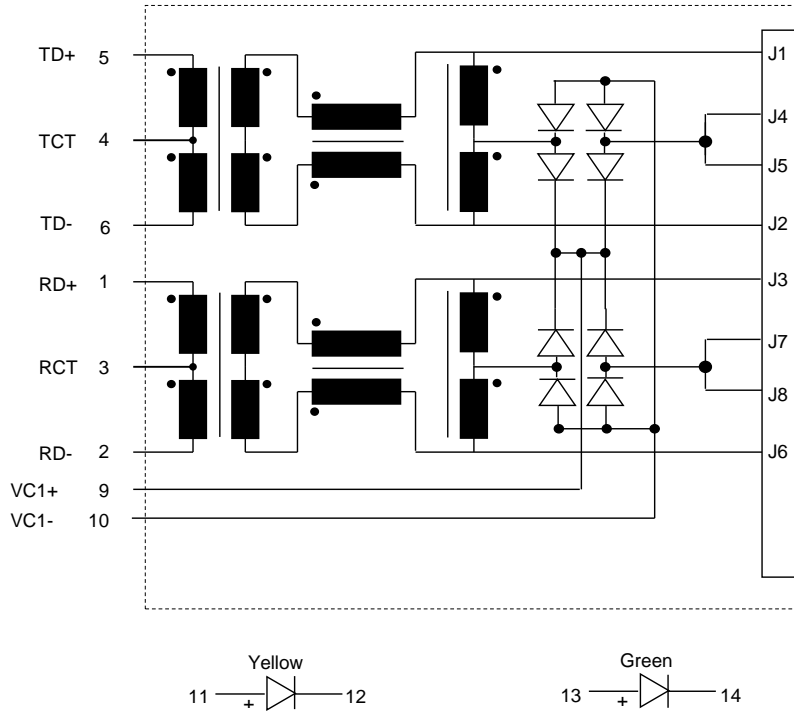 TD+ 5 J1
J4
TCT 4
J5
TD- 6 J2
RD+ 1 J3
J7
RCT 3
J8
RD- 2 J6
VC1+ 9
VC1- 10
Yellow Green
11 + 12 13 + 14